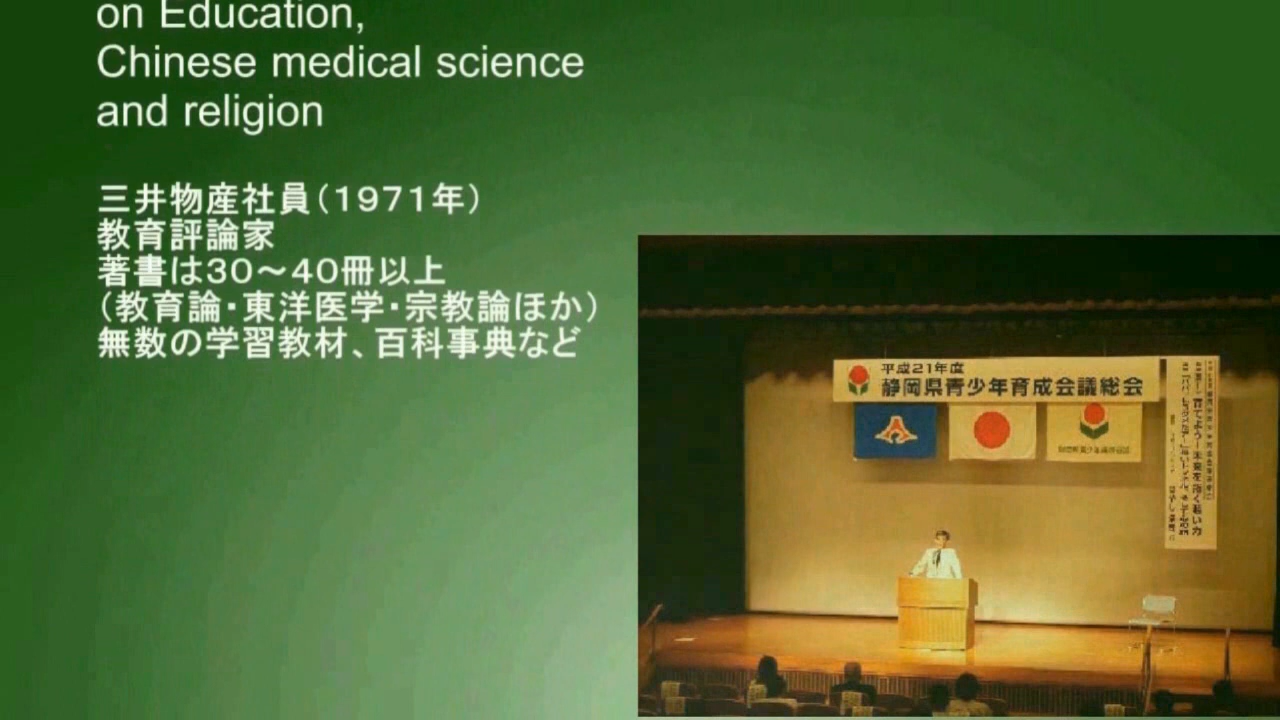 on Education,
Chinese medical science
and religion
三井物産社員（１９７１年）
教育評論家
著書は３０～４０冊以上
（教育論・東洋医学・宗教論ほか）
無数の学習教材、百科事典など
平成21年度
静岡県青少年育成会議総会